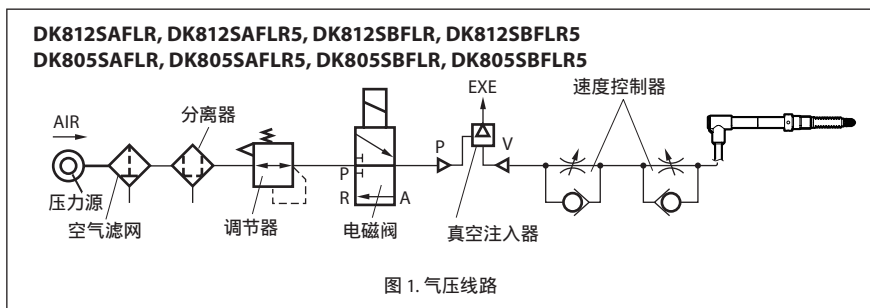 DK812SAFLR, DK812SAFLR5, DK812SBFLR, DK812SBFLR5
DK805SAFLR, DK805SAFLR5, DK805SBFLR, DK805SBFLR5
AIR
分离器
EXE
速度控制器
P
V
P
R
A
压力源
空气滤网
调节器
电磁阀
真空注入器
图 1. 气压线路